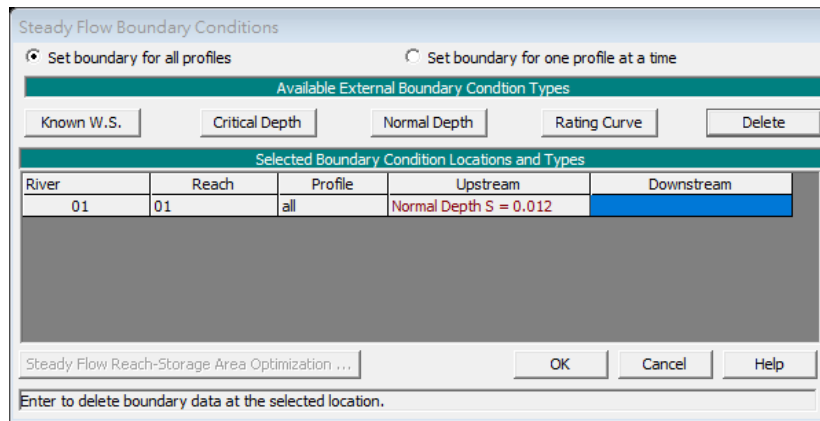 Steady Flow Boundary Conditions
Set boundary for all profiles Set boundary for one profile at a time
Available External Boundary Condtion Types
Known W.S. Critical Depth Normal Depth Rating Curve Delete
Selected Boundary Condition Locations and Types
River Reach Profile Upstream Downstream
01 01 all Normal Depth S = 0.012
Steady Flow Reach-Storage Area Optimization ... OK Cancel Help
Enter to delete boundary data at the selected location.